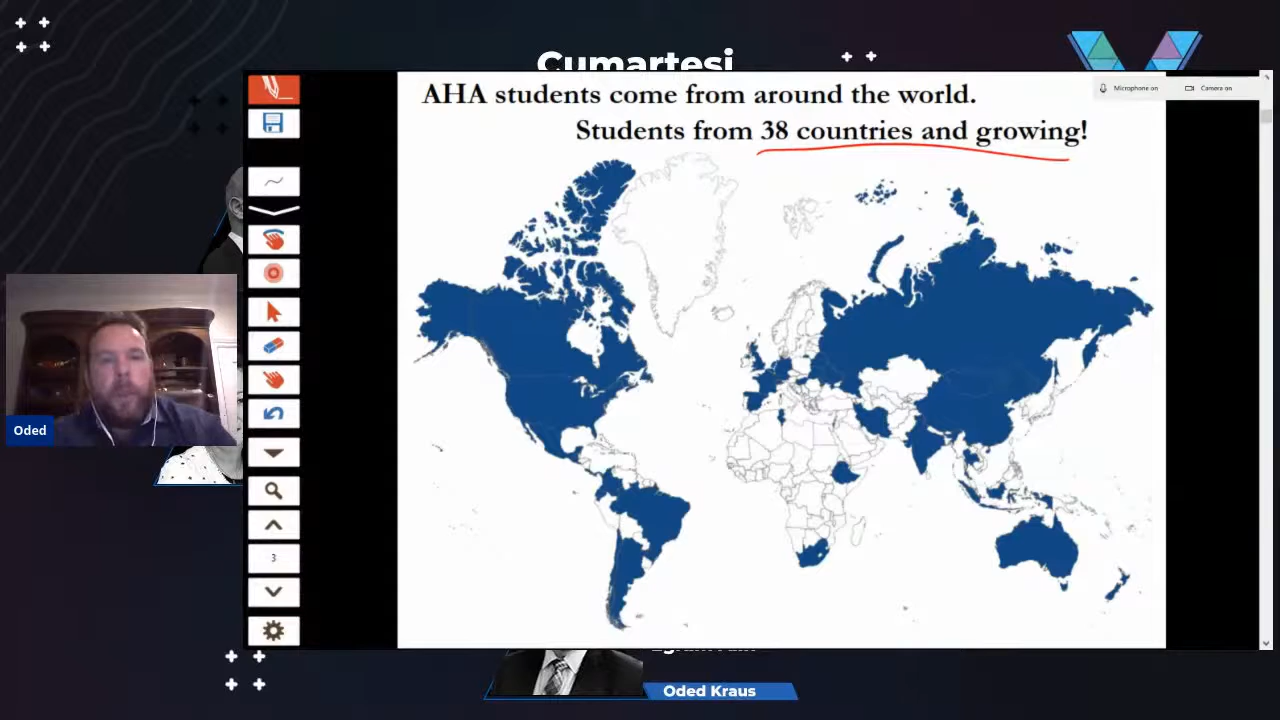 Cumartesi
AHA students come from around the world.
Students from 38 countries and growing!
Microphone on
Camera on
Oded
3
Oded Kraus